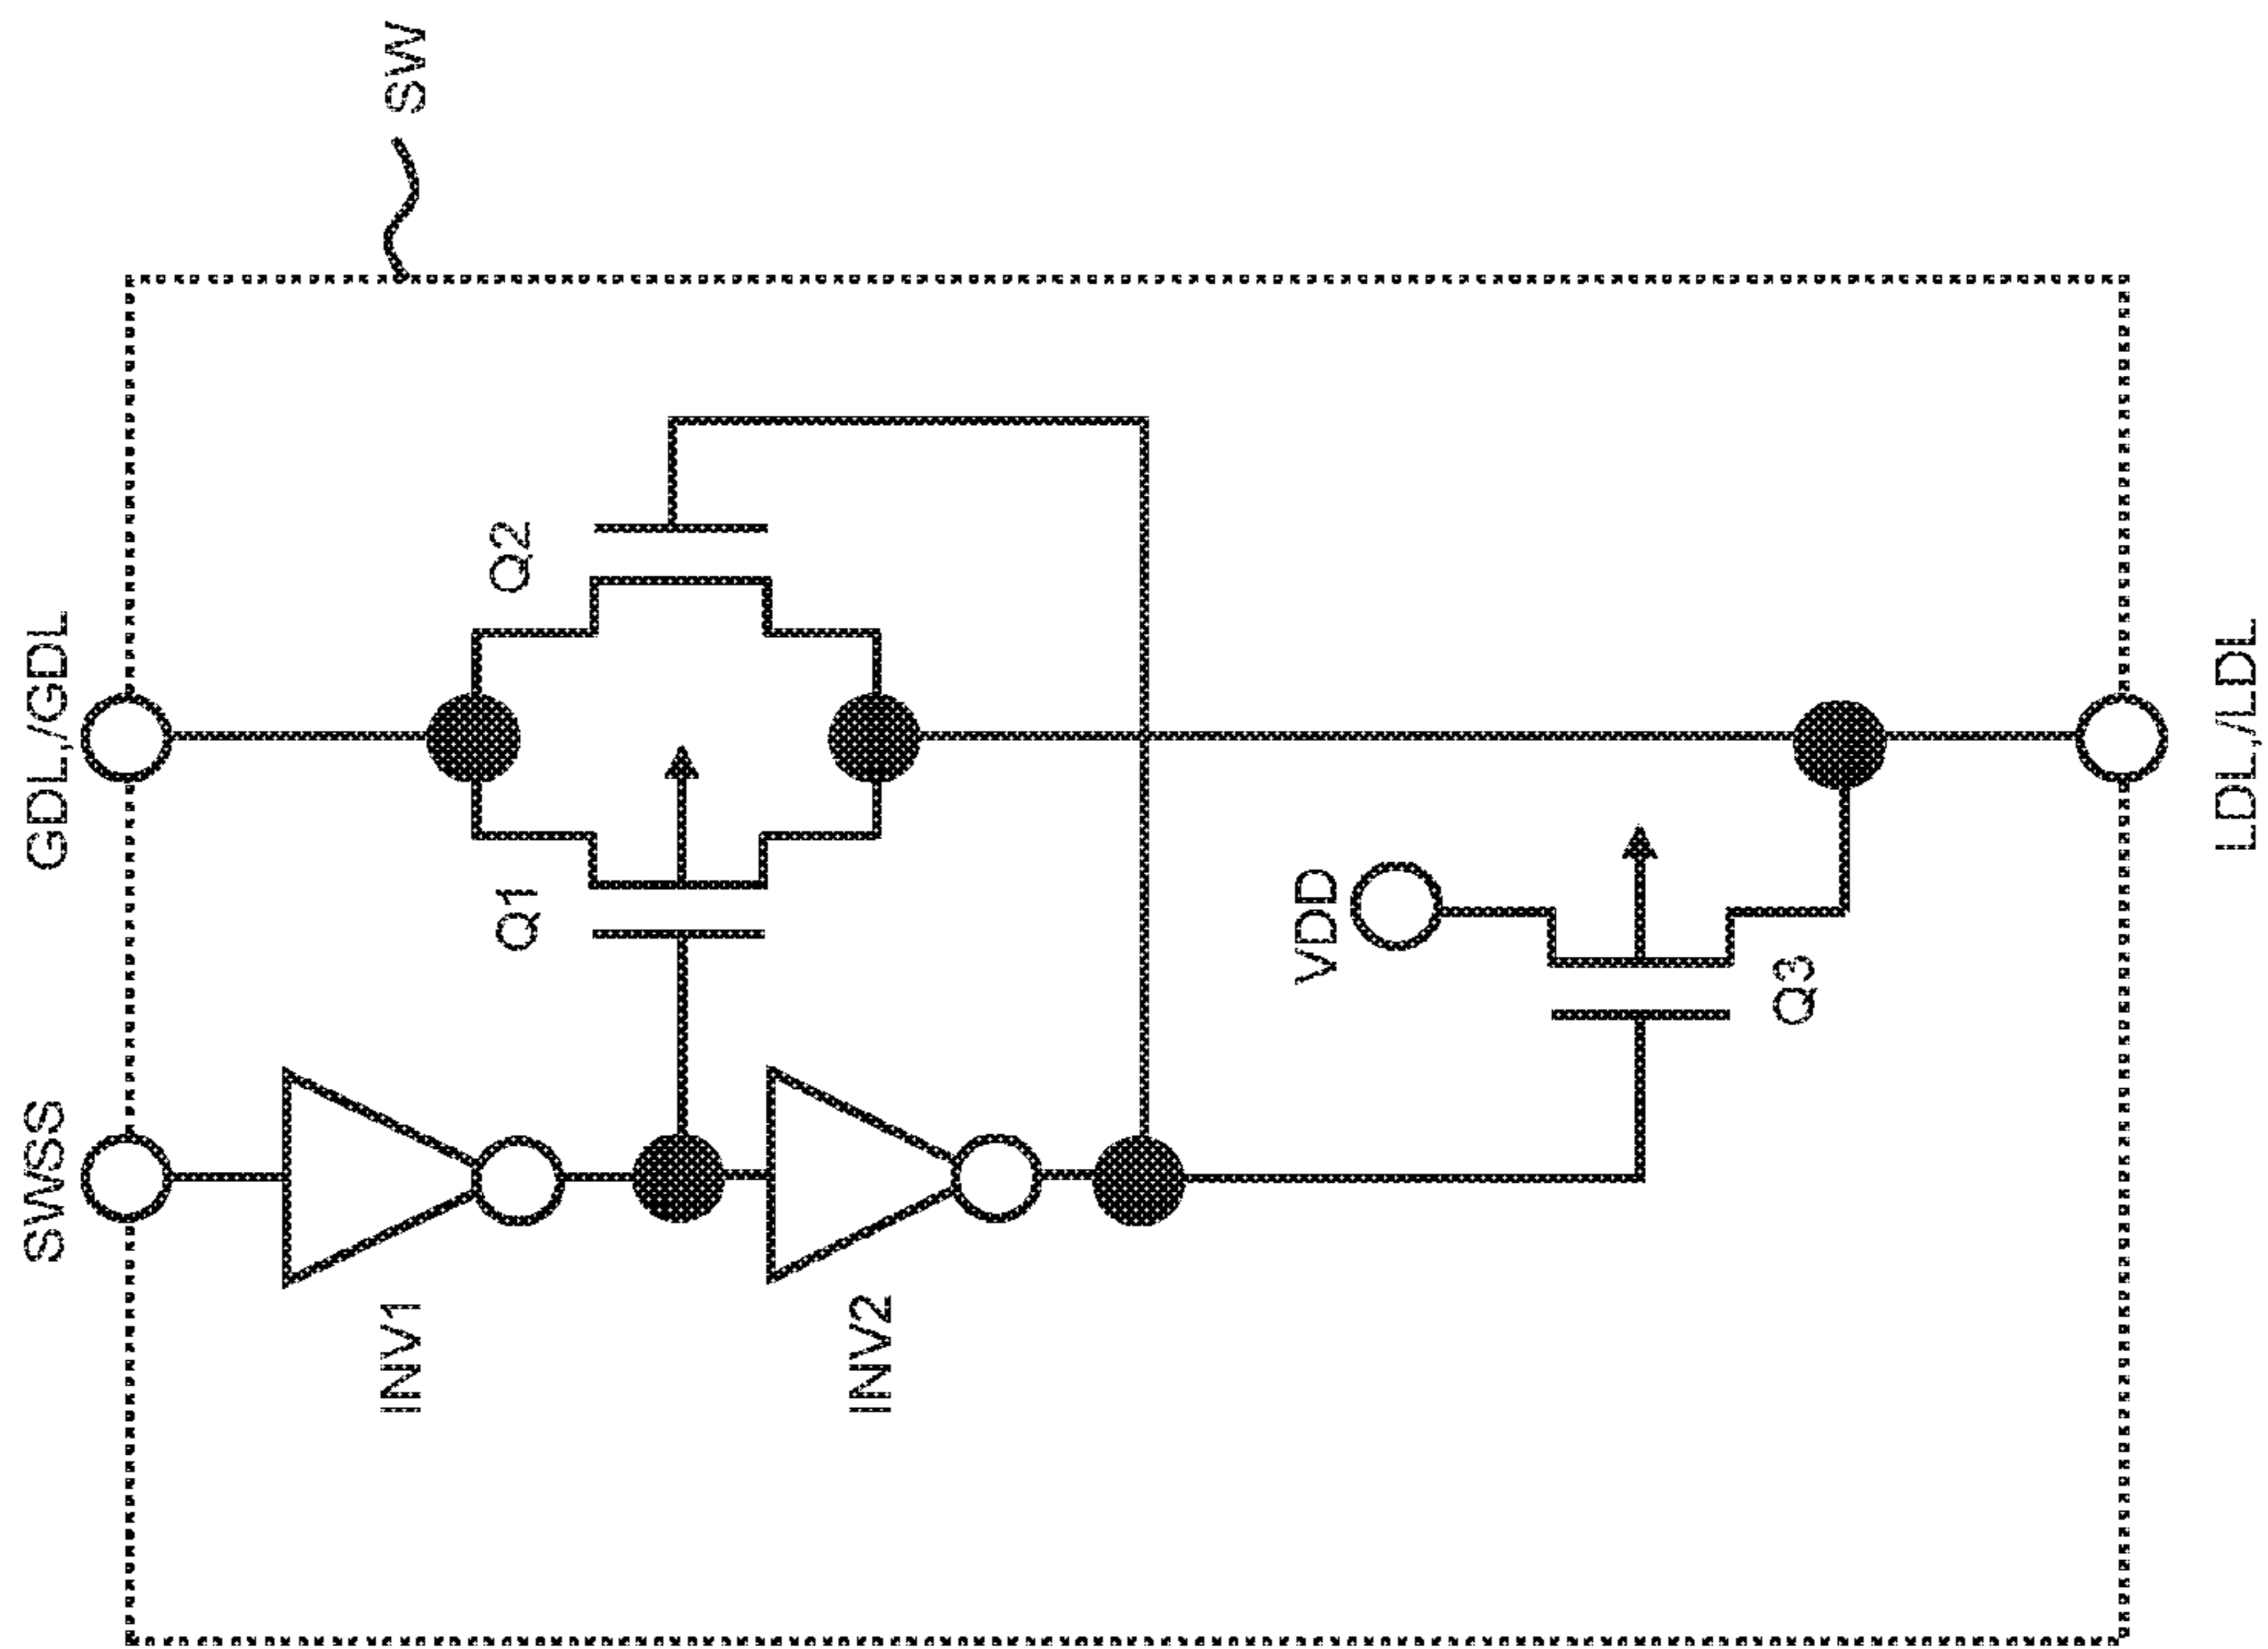 SW
GDL,/GDL
SWSS
Q2
Q1
INV1
INV2
VDD
Q3
LDL,/LDL